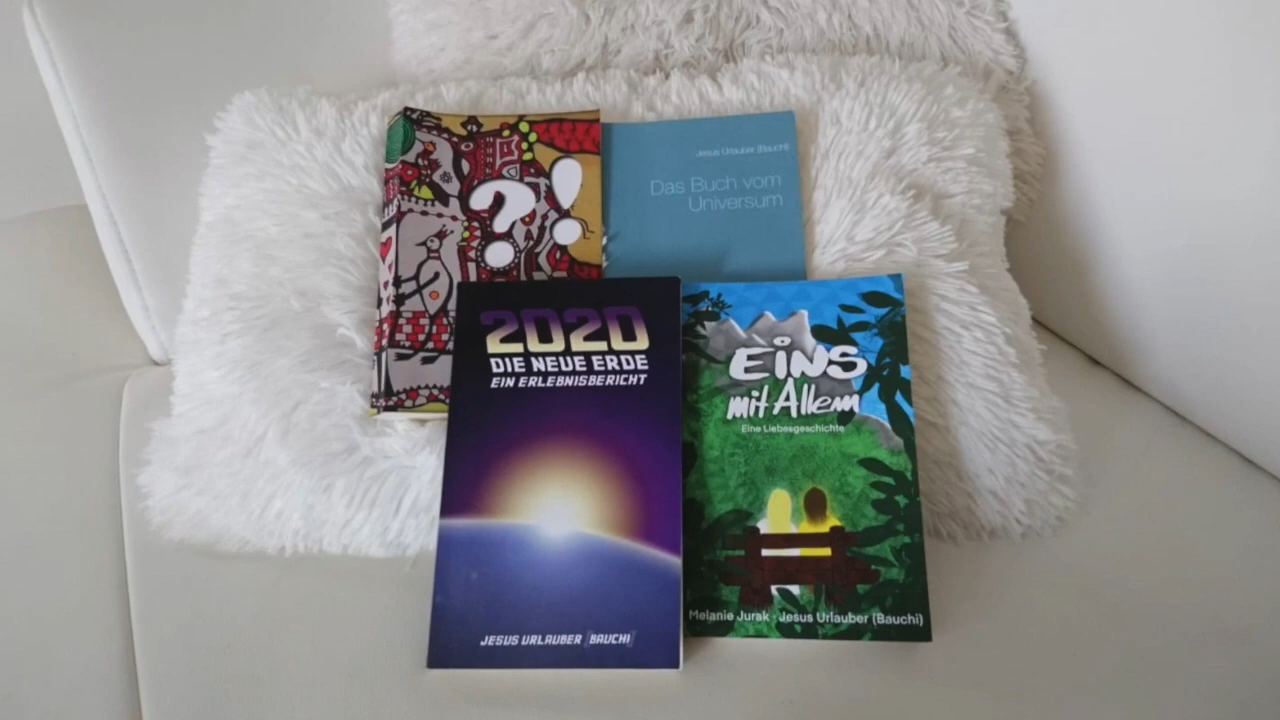 ?!
Jesus Urlauber (Bauchi)
Das Buch vom
Universum
2020
DIE NEUE ERDE
EIN ERLEBNISBERICHT
JESUS URLAUBER (BAUCHI)
EINS
mit Allem
Eine Liebesgeschichte
Melanie Jurak · Jesus Urlauber (Bauchi)